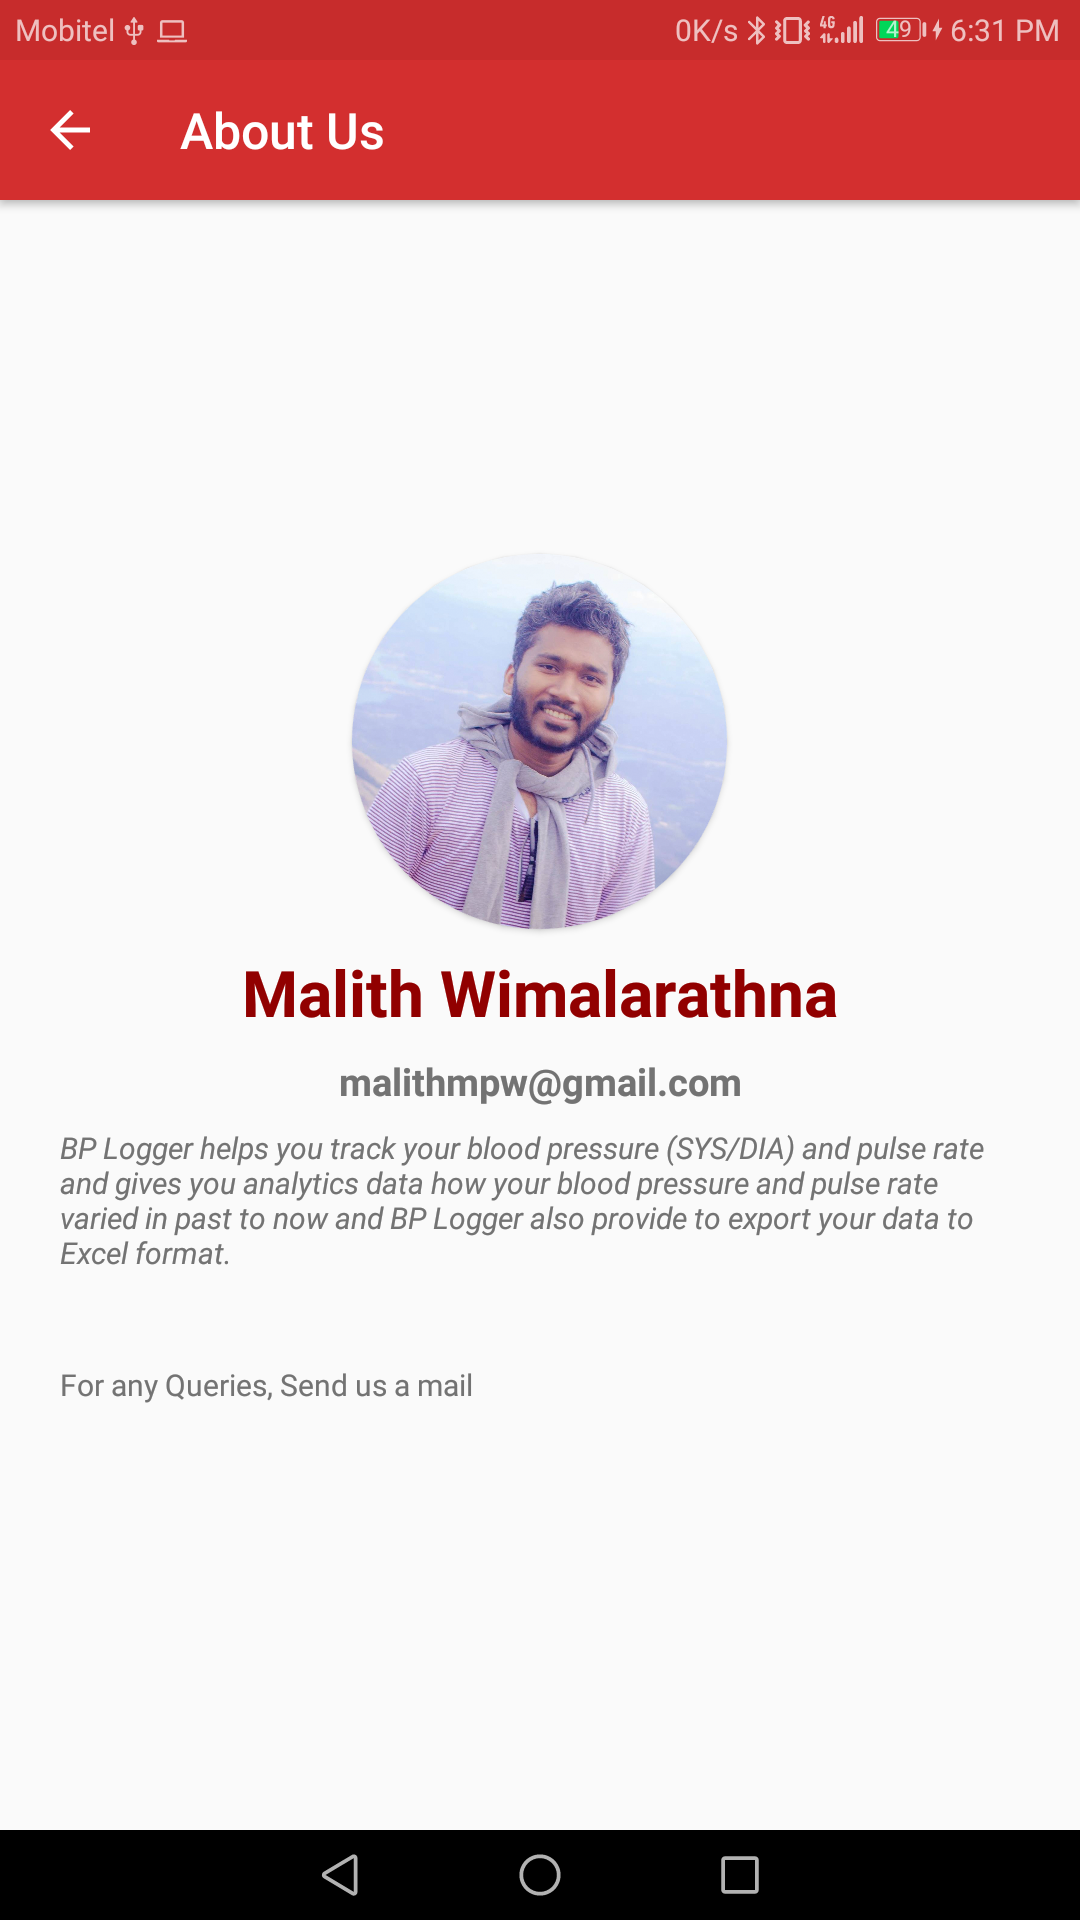 Mobitel 0K/s 4G 49 6:31 PM
About Us
Malith Wimalarathna
malithmpw@gmail.com
BP Logger helps you track your blood pressure (SYS/DIA) and pulse rate
and gives you analytics data how your blood pressure and pulse rate
varied in past to now and BP Logger also provide to export your data to
Excel format.
For any Queries, Send us a mail